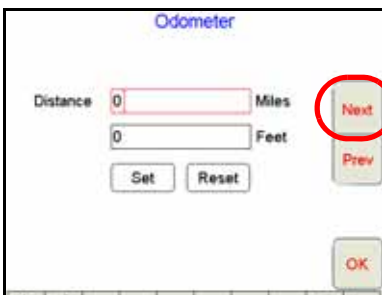 Odometer
Distance 0 Miles
Next
0 Feet
Prev
Set Reset
OK